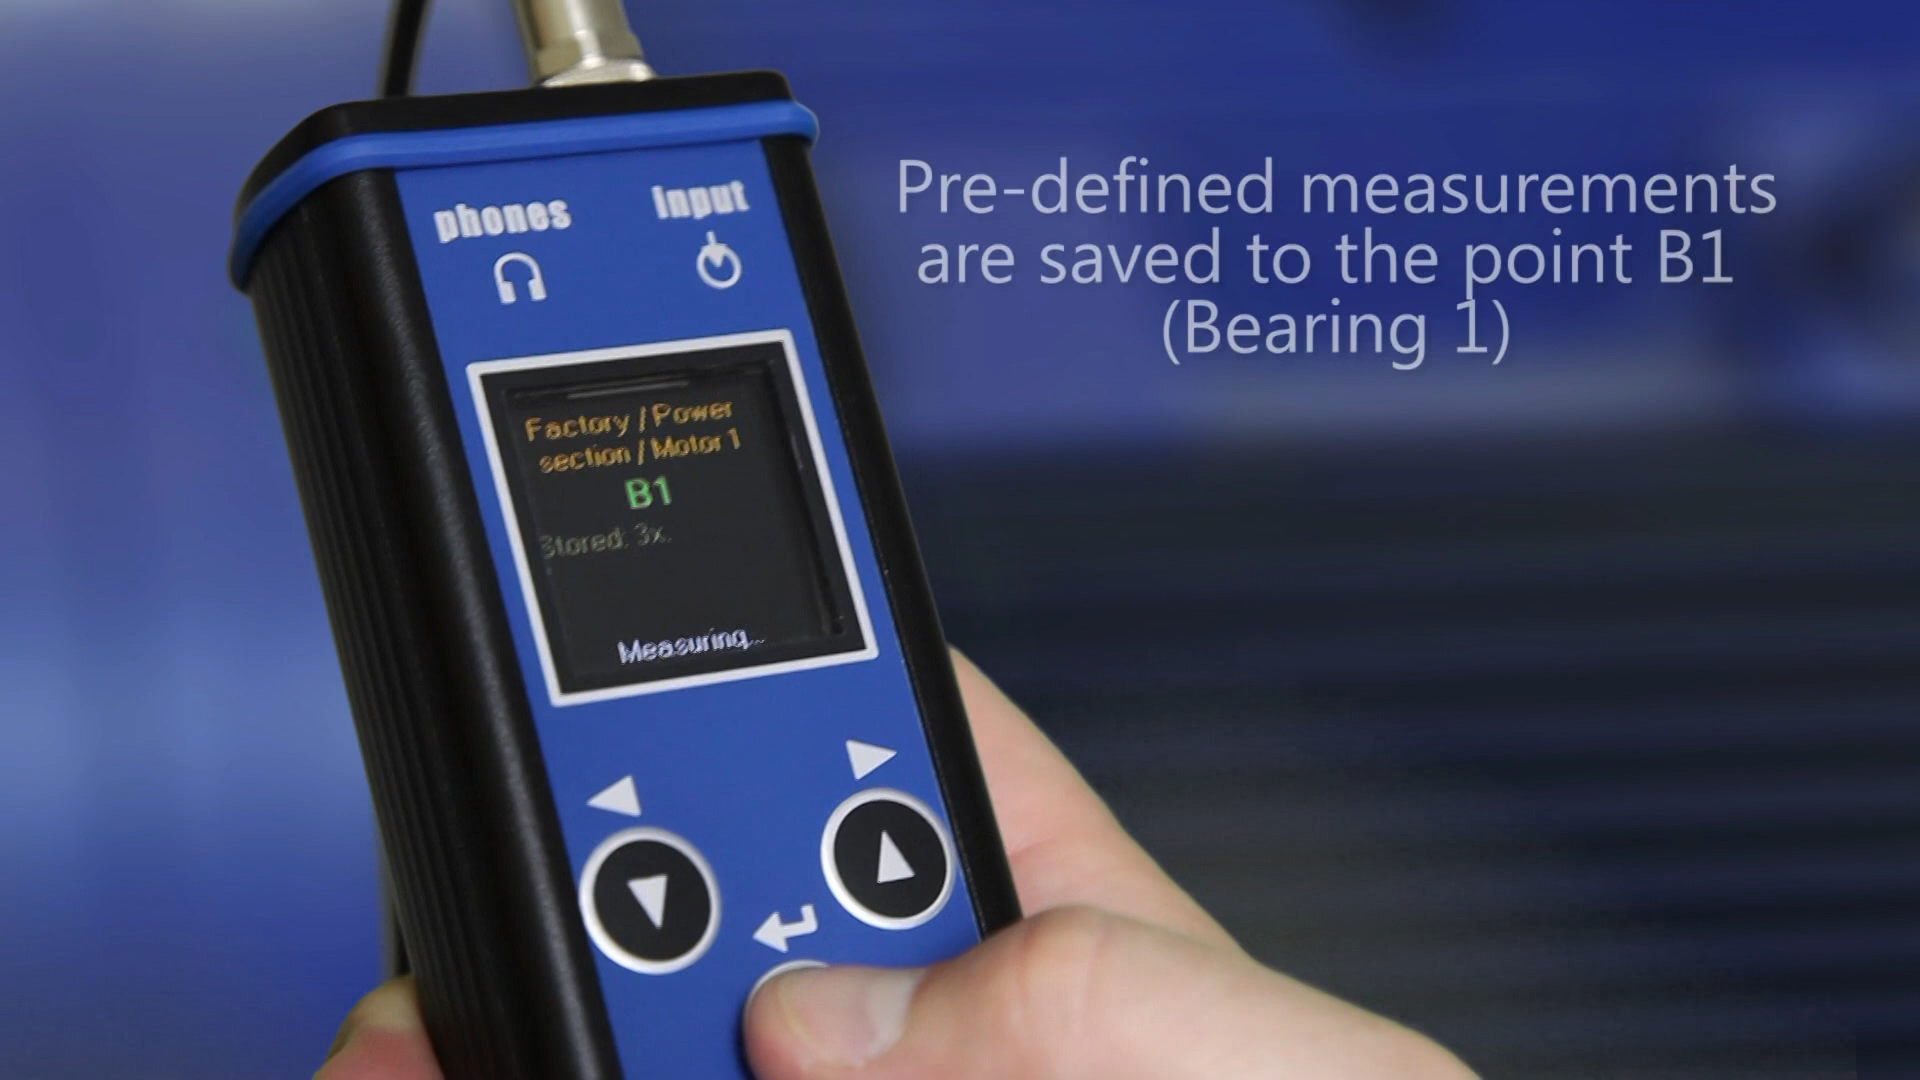 phones
Input
Factory / Power
section / Motor 1
B1
Stored: 3x.
Measuring...
Pre-defined measurements
are saved to the point B1
(Bearing 1)